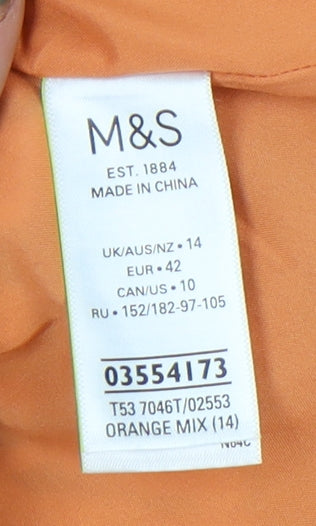 M&S
EST. 1884
MADE IN CHINA
UK/AUS/NZ • 14
EUR • 42
CAN/US • 10
RU • 152/182-97-105
03554173
T53 7046T/02553
ORANGE MIX (14)